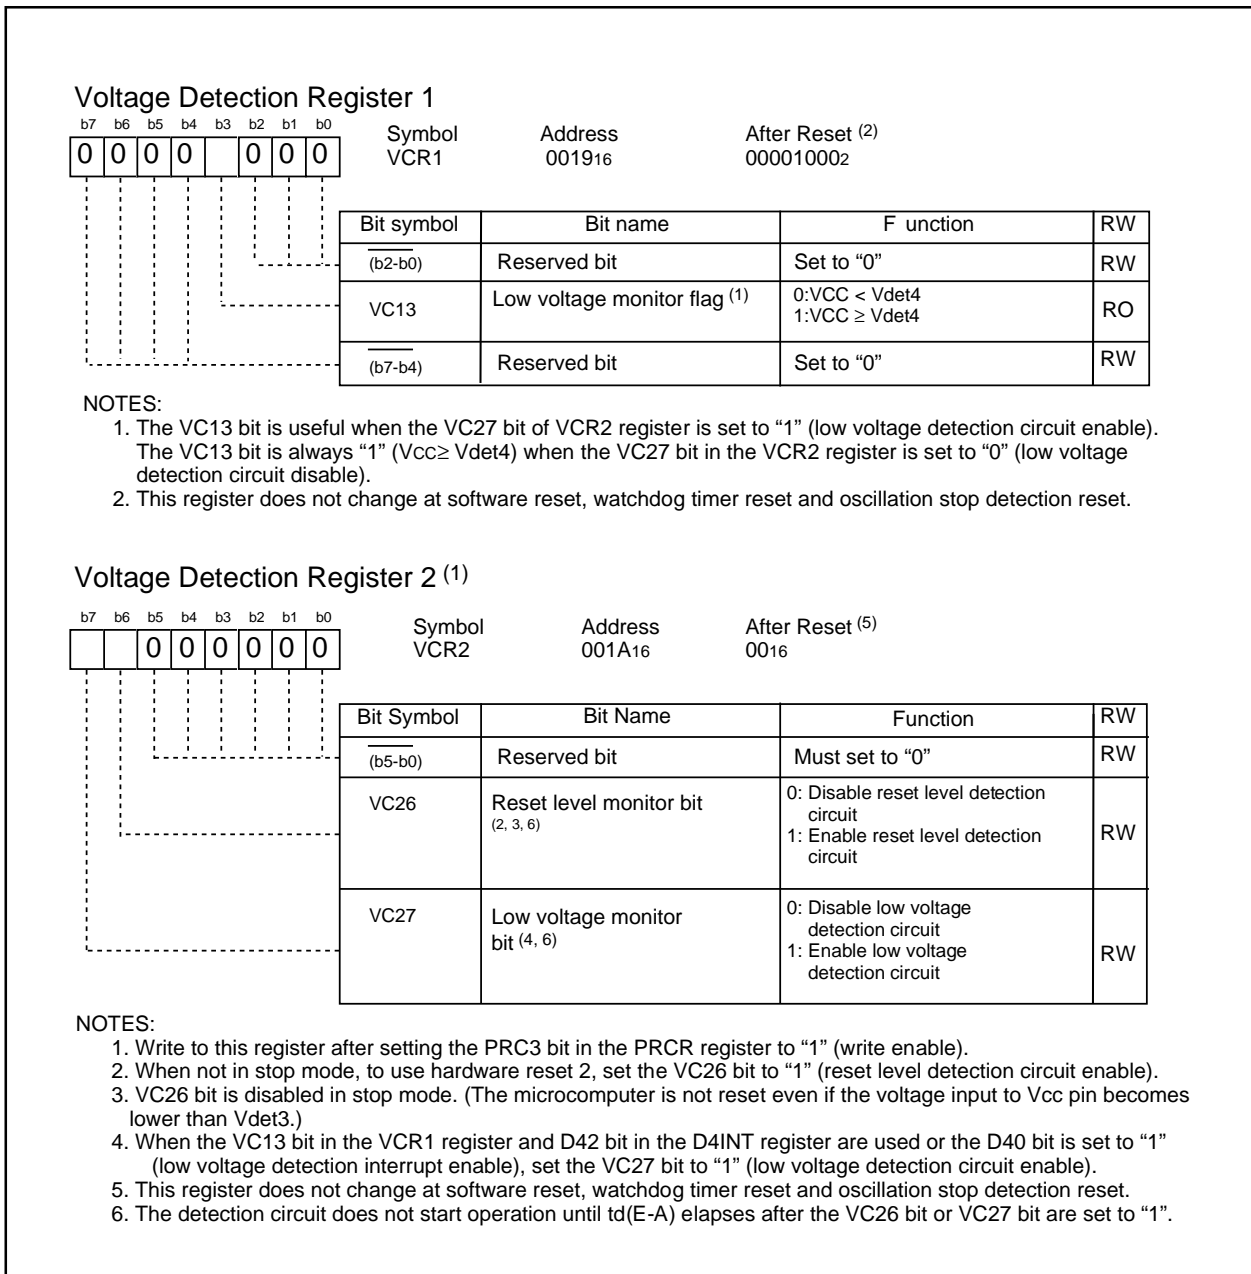 Voltage Detection Register 1
b7 b6 b5 b4 b3 b2 b1 b0
0 0 0 0 0 0 0
Symbol Address After Reset (2)
VCR1 001916 000010002
Bit symbol Bit name F unction RW
(b2-b0) Reserved bit Set to “0” RW
VC13 Low voltage monitor flag (1) 0:VCC < Vdet4 RO
1:VCC ≥ Vdet4
(b7-b4) Reserved bit Set to “0” RW
NOTES:
1. The VC13 bit is useful when the VC27 bit of VCR2 register is set to “1” (low voltage detection circuit enable).
The VC13 bit is always “1” (VCC≥ Vdet4) when the VC27 bit in the VCR2 register is set to “0” (low voltage
detection circuit disable).
2. This register does not change at software reset, watchdog timer reset and oscillation stop detection reset.
Voltage Detection Register 2 (1)
b7 b6 b5 b4 b3 b2 b1 b0
0 0 0 0 0 0
Symbol Address After Reset (5)
VCR2 001A16 0016
Bit Symbol Bit Name Function RW
(b5-b0) Reserved bit Must set to “0” RW
VC26 Reset level monitor bit 0: Disable reset level detection
(2, 3, 6) circuit
1: Enable reset level detection RW
circuit
VC27 Low voltage monitor 0: Disable low voltage
bit (4, 6) detection circuit
1: Enable low voltage RW
detection circuit
NOTES:
1. Write to this register after setting the PRC3 bit in the PRCR register to “1” (write enable).
2. When not in stop mode, to use hardware reset 2, set the VC26 bit to “1” (reset level detection circuit enable).
3. VC26 bit is disabled in stop mode. (The microcomputer is not reset even if the voltage input to Vcc pin becomes
lower than Vdet3.)
4. When the VC13 bit in the VCR1 register and D42 bit in the D4INT register are used or the D40 bit is set to “1”
(low voltage detection interrupt enable), set the VC27 bit to “1” (low voltage detection circuit enable).
5. This register does not change at software reset, watchdog timer reset and oscillation stop detection reset.
6. The detection circuit does not start operation until td(E-A) elapses after the VC26 bit or VC27 bit are set to “1”.